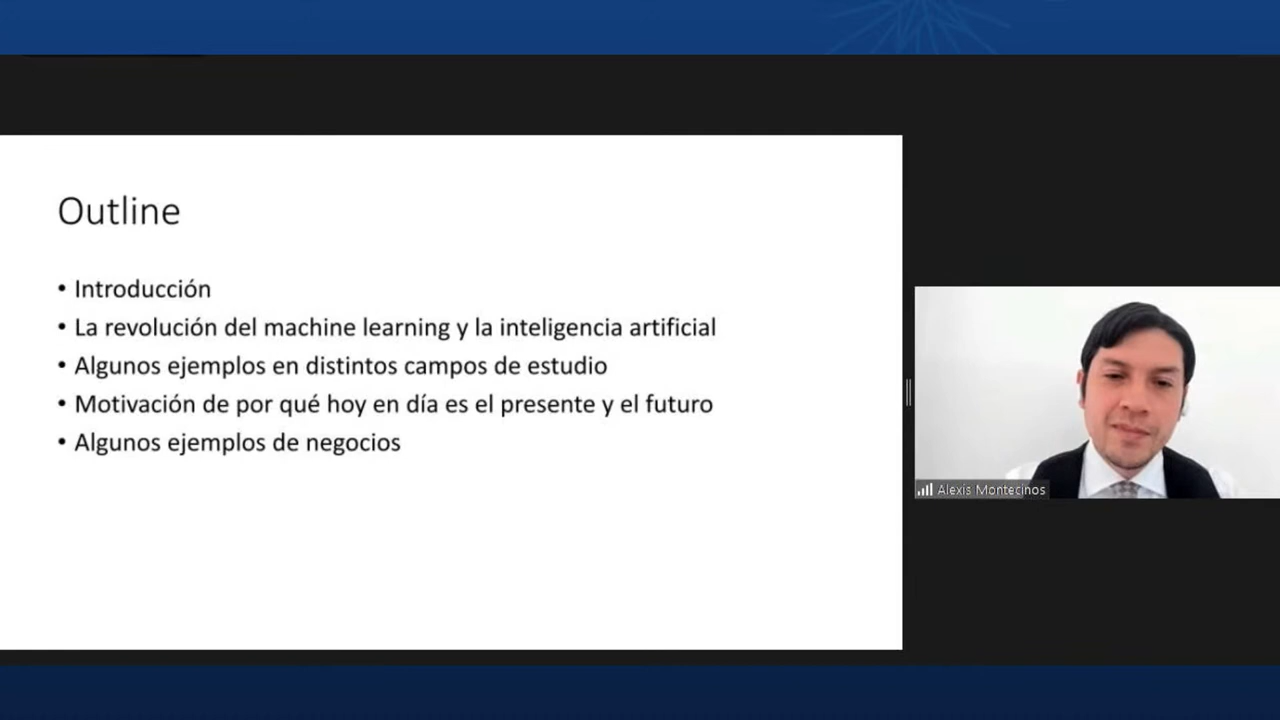 Outline
• Introducción
• La revolución del machine learning y la inteligencia artificial
• Algunos ejemplos en distintos campos de estudio
• Motivación de por qué hoy en día es el presente y el futuro
• Algunos ejemplos de negocios
Alexis Montecinos